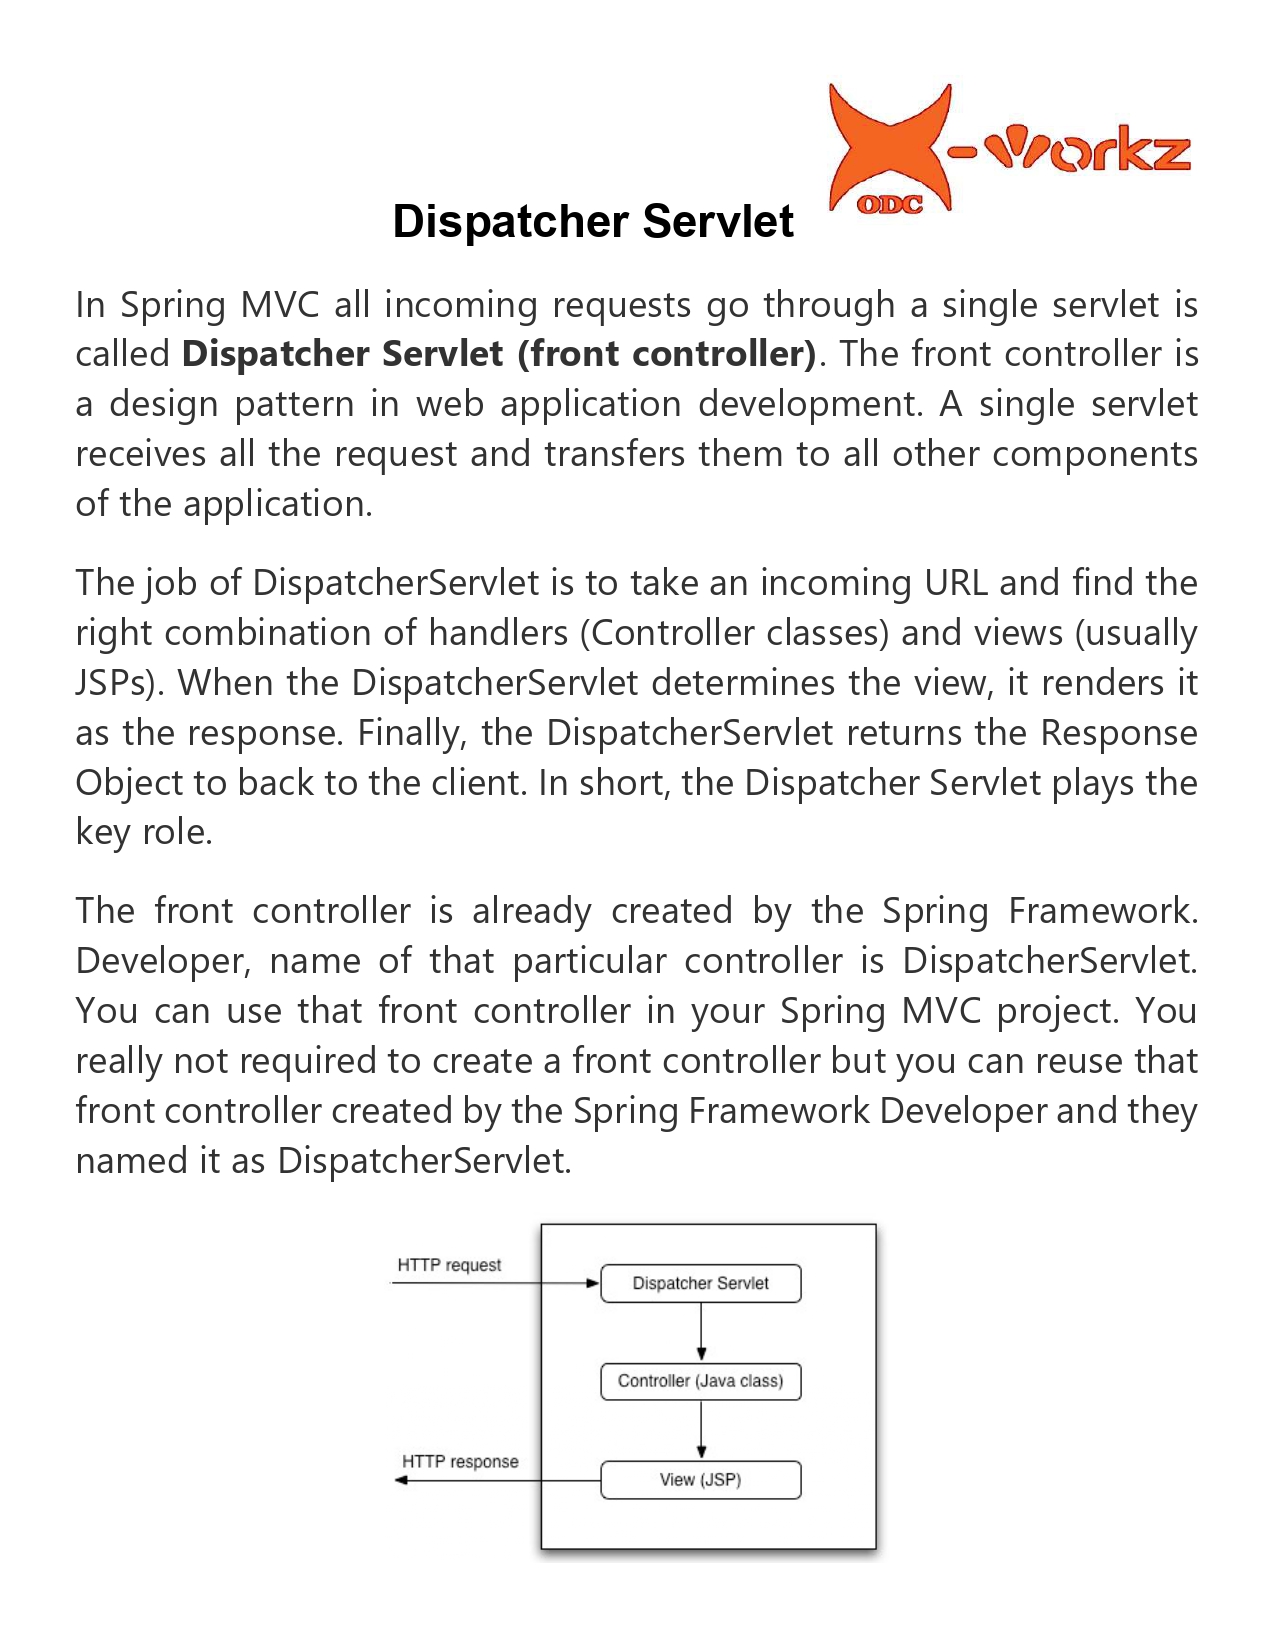 X-workz
ODC
Dispatcher Servlet
In Spring MVC all incoming requests go through a single servlet is
called Dispatcher Servlet (front controller). The front controller is
a design pattern in web application development. A single servlet
receives all the request and transfers them to all other components
of the application.
The job of DispatcherServlet is to take an incoming URL and find the
right combination of handlers (Controller classes) and views (usually
JSPs). When the DispatcherServlet determines the view, it renders it
as the response. Finally, the DispatcherServlet returns the Response
Object to back to the client. In short, the Dispatcher Servlet plays the
key role.
The front controller is already created by the Spring Framework.
Developer, name of that particular controller is DispatcherServlet.
You can use that front controller in your Spring MVC project. You
really not required to create a front controller but you can reuse that
front controller created by the Spring Framework Developer and they
named it as DispatcherServlet.
HTTP request
Dispatcher Servlet
Controller (Java class)
HTTP response
View (JSP)